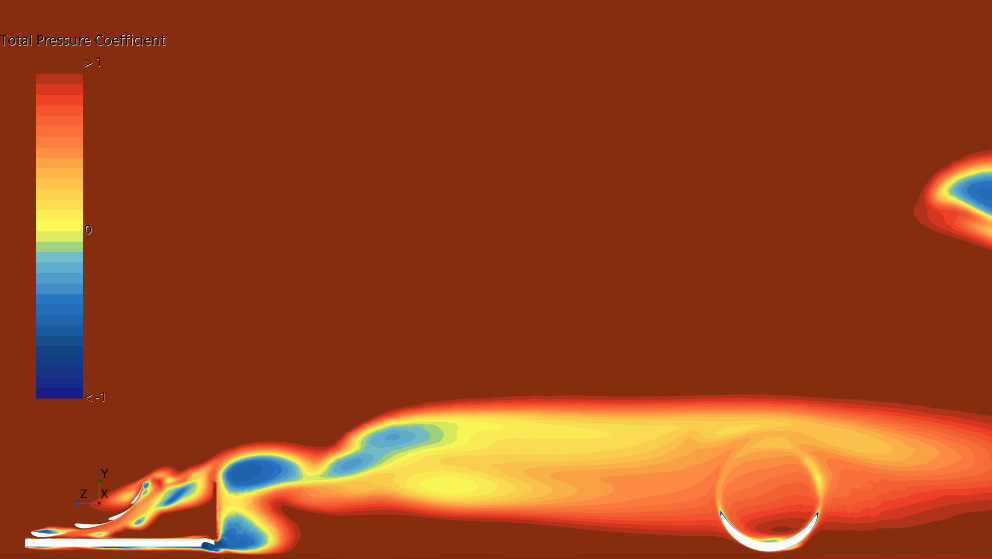 Total Pressure Coefficient
> 1
0
< -1
Y
Z X